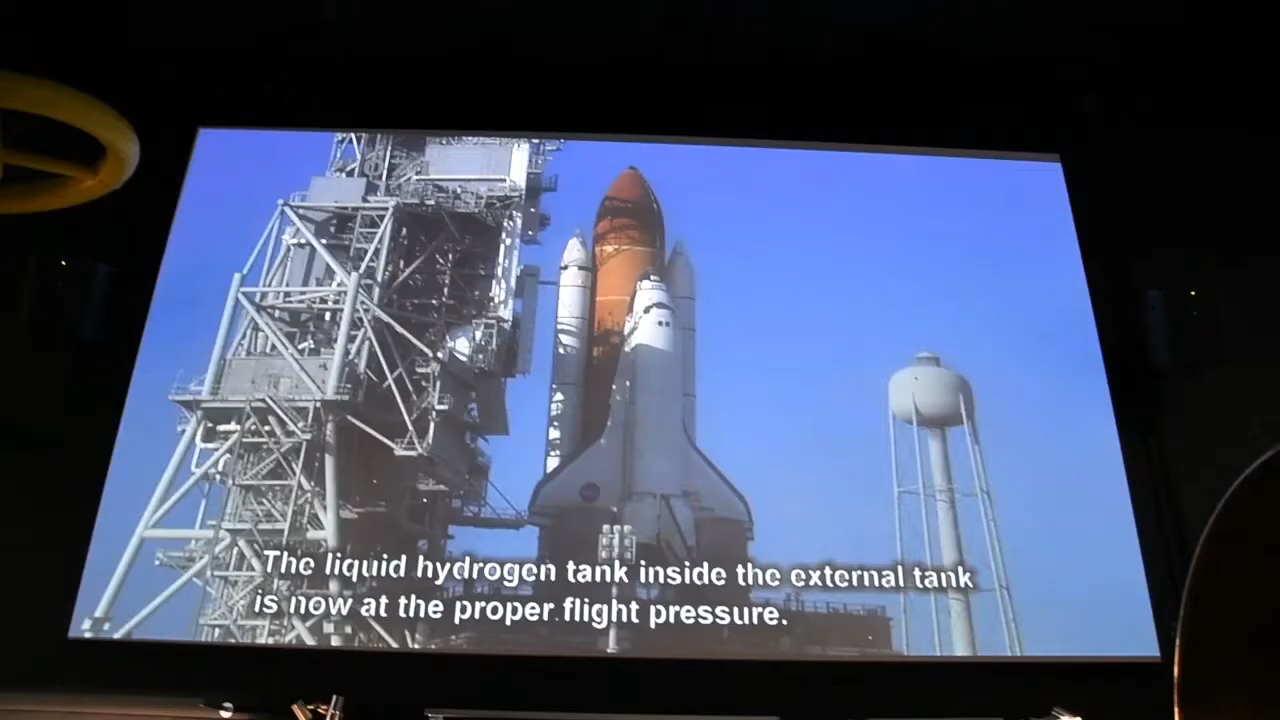 The liquid hydrogen tank inside the external tank
is now at the proper flight pressure.